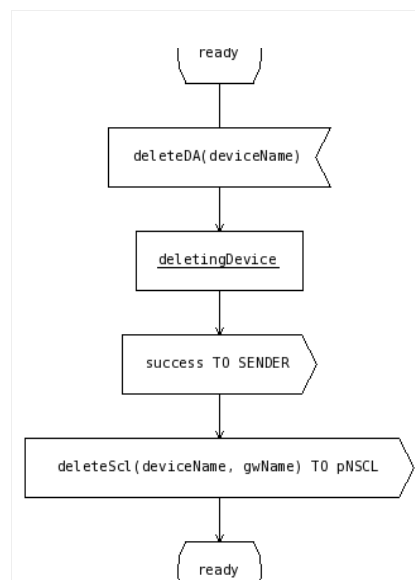 ready
deleteDA(deviceName)
deletingDevice
success TO SENDER
deleteScl(deviceName, gwName) TO pNSCL
ready